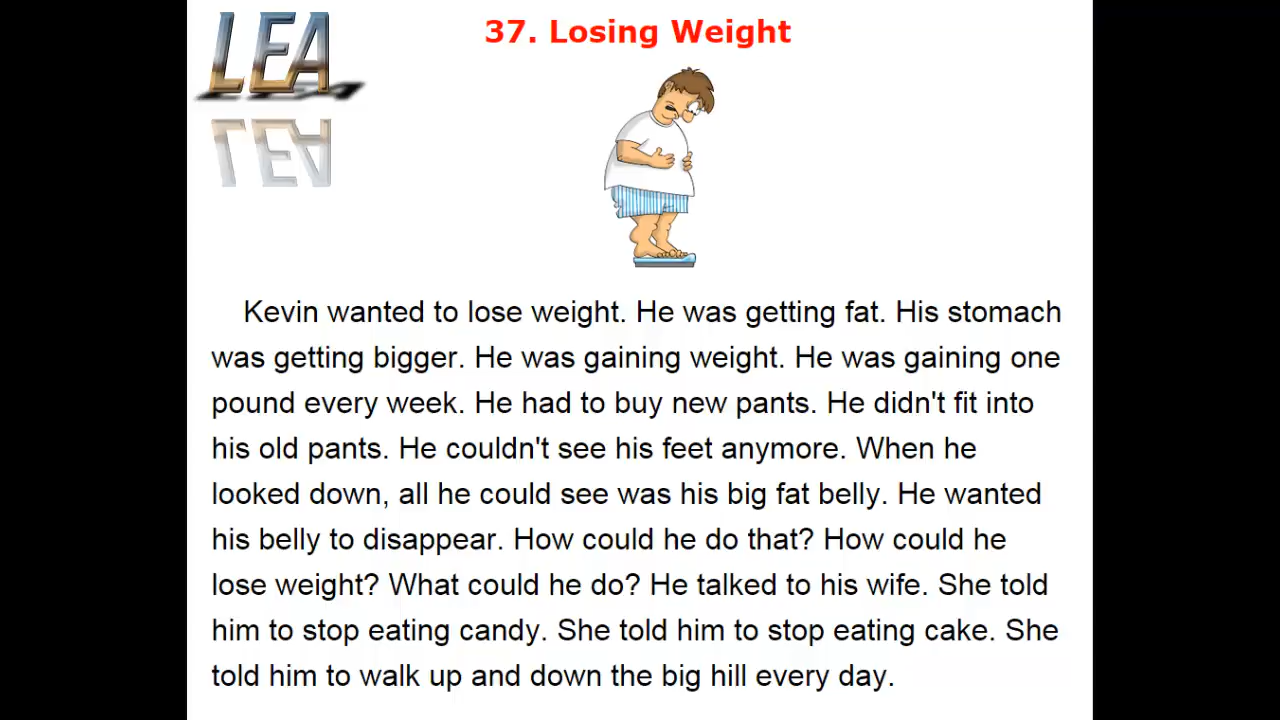 LEA
37. Losing Weight
Kevin wanted to lose weight. He was getting fat. His stomach
was getting bigger. He was gaining weight. He was gaining one
pound every week. He had to buy new pants. He didn't fit into
his old pants. He couldn't see his feet anymore. When he
looked down, all he could see was his big fat belly. He wanted
his belly to disappear. How could he do that? How could he
lose weight? What could he do? He talked to his wife. She told
him to stop eating candy. She told him to stop eating cake. She
told him to walk up and down the big hill every day.